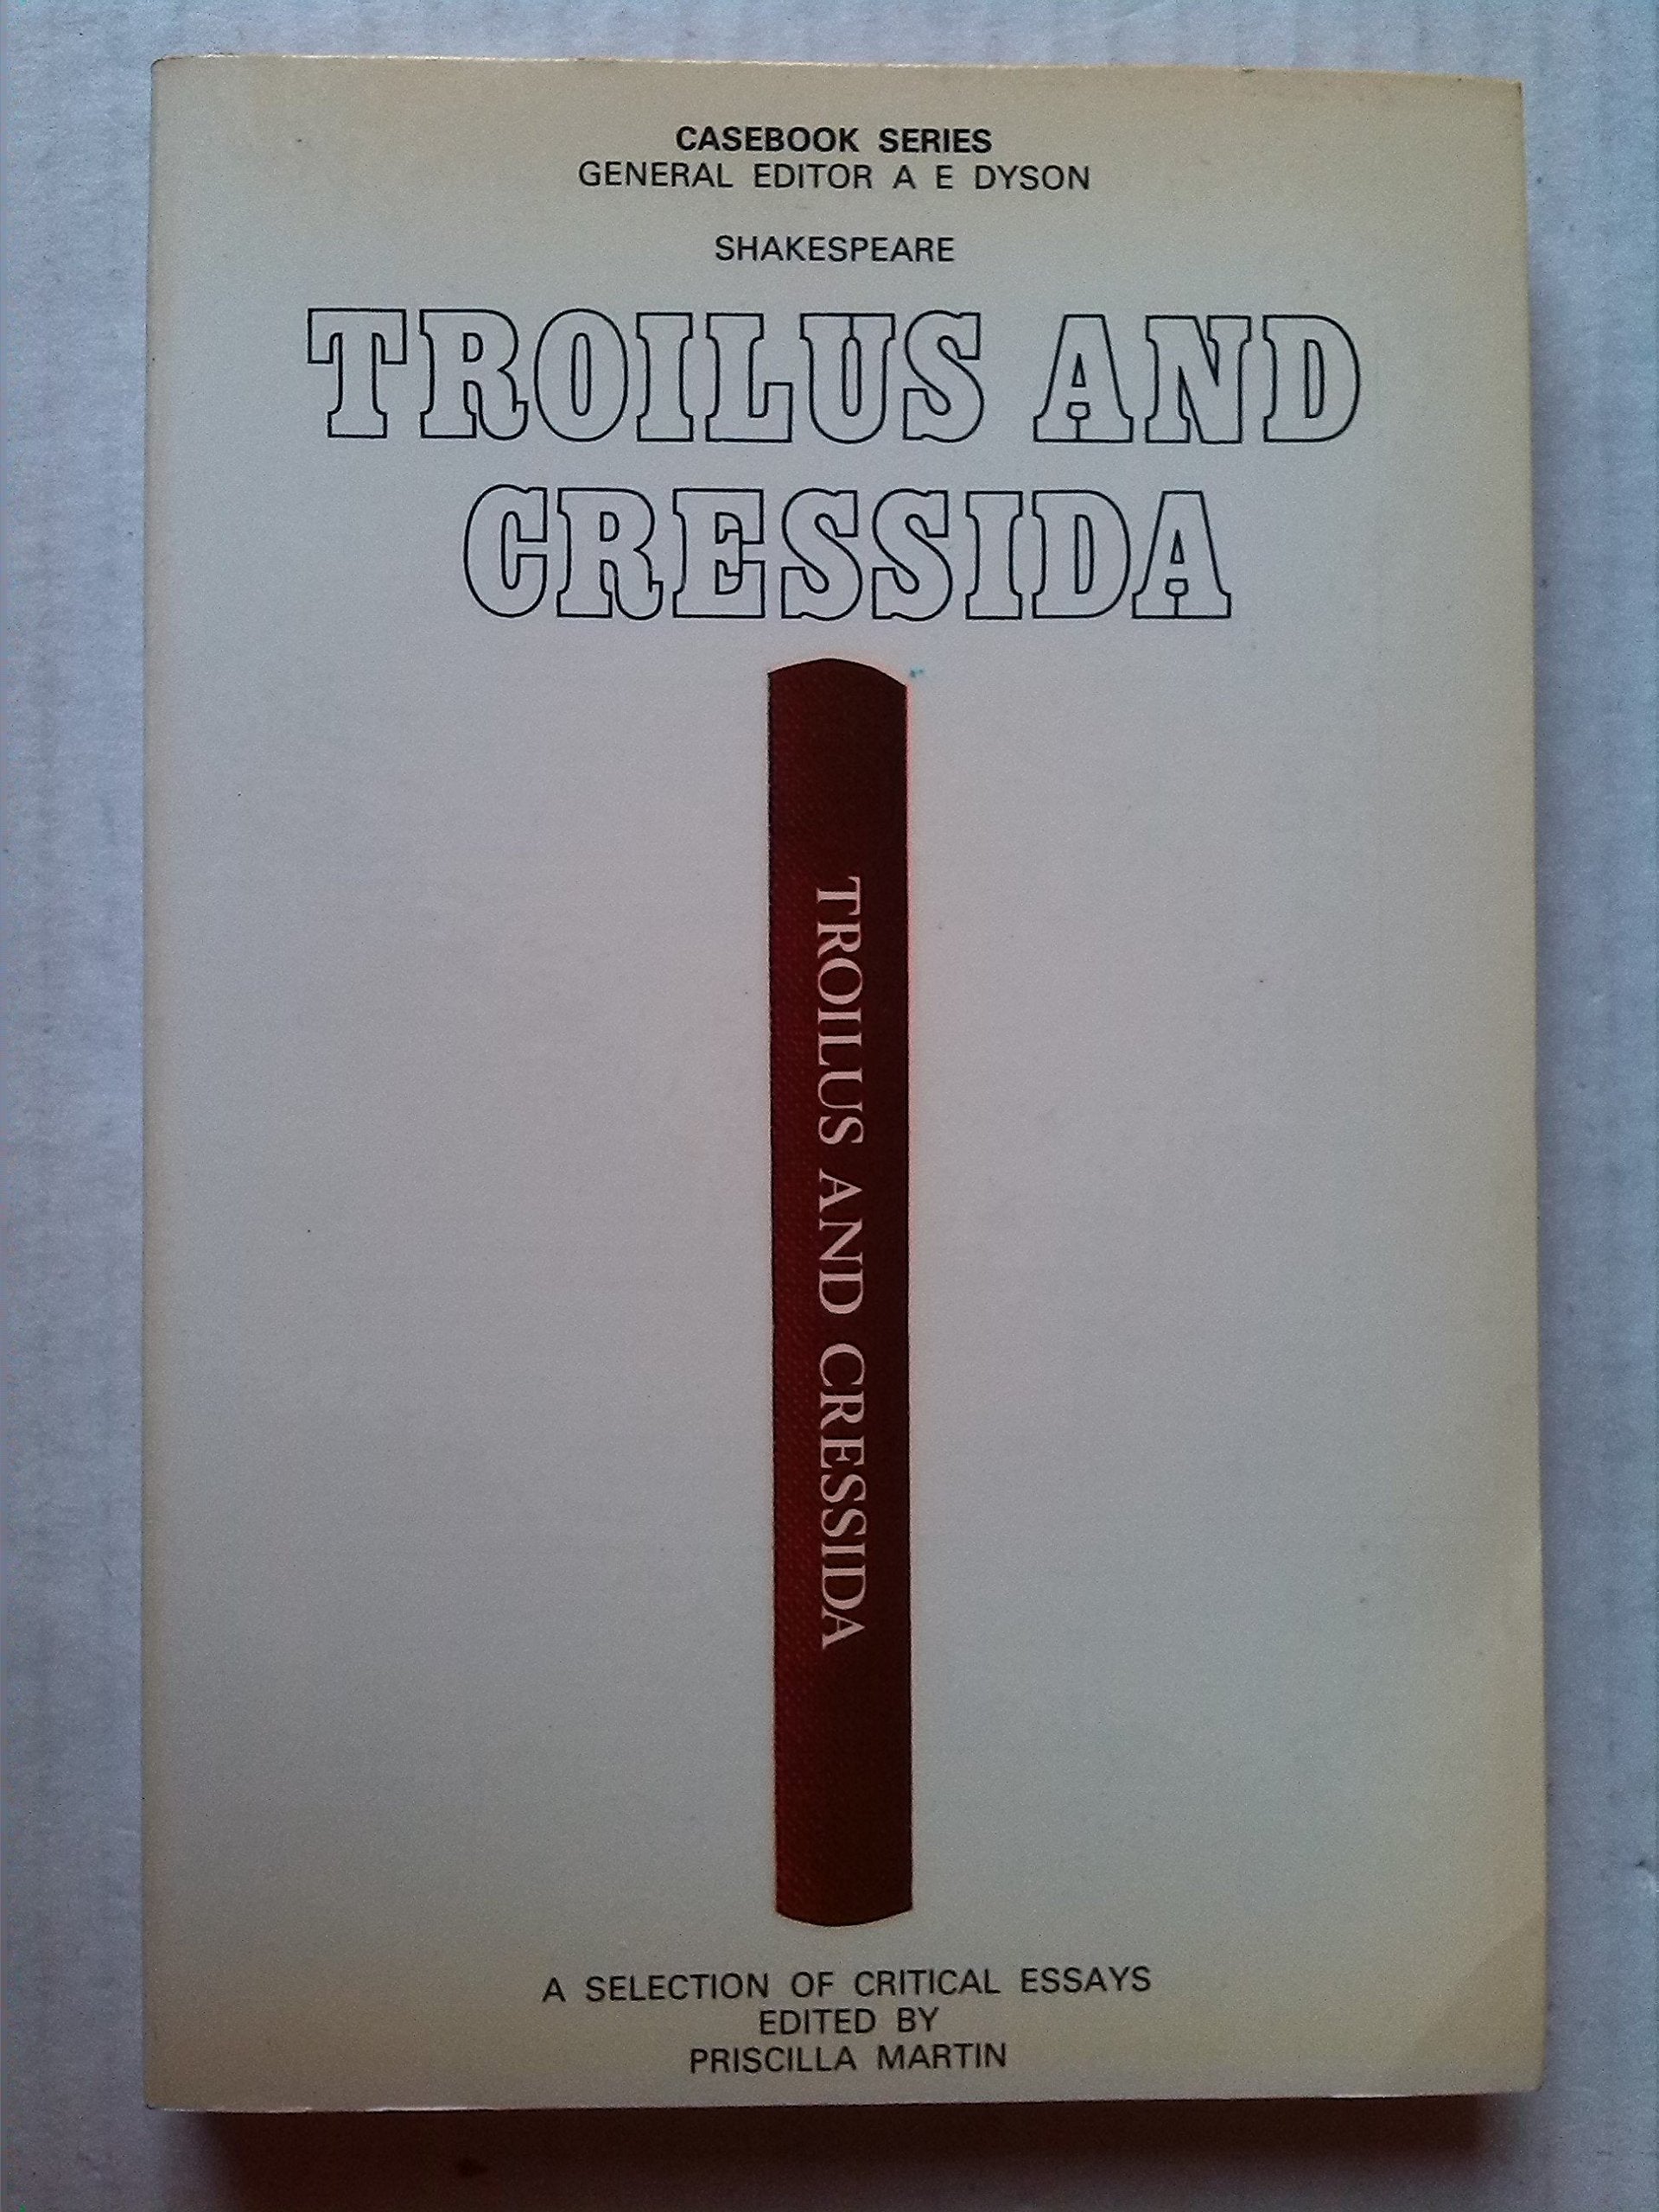 CASEBOOK SERIES
GENERAL EDITOR A E DYSON
SHAKESPEARE
TROILUS AND
CRESSIDA
TROILUS AND CRESSIDA
A SELECTION OF CRITICAL ESSAYS
EDITED BY
PRISCILLA MARTIN